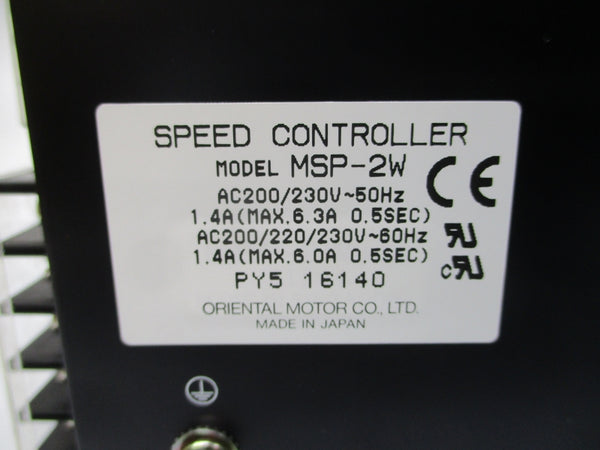 SPEED CONTROLLER
MODEL MSP-2W
CE
AC200/230V~50Hz
1.4A(MAX.6.3A 0.5SEC)
AC200/220/230V~60Hz
1.4A(MAX.6.0A 0.5SEC)
PY5 16140
ORIENTAL MOTOR CO., LTD.
MADE IN JAPAN